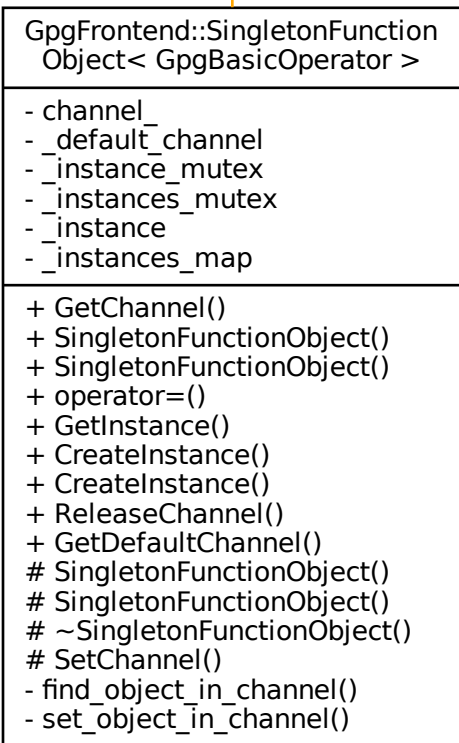 GpgFrontend::SingletonFunction
Object< GpgBasicOperator >
- channel_
- _default_channel
- _instance_mutex
- _instances_mutex
- _instance
- _instances_map
+ GetChannel()
+ SingletonFunctionObject()
+ SingletonFunctionObject()
+ operator=()
+ GetInstance()
+ CreateInstance()
+ CreateInstance()
+ ReleaseChannel()
+ GetDefaultChannel()
# SingletonFunctionObject()
# SingletonFunctionObject()
# ~SingletonFunctionObject()
# SetChannel()
- find_object_in_channel()
- set_object_in_channel()